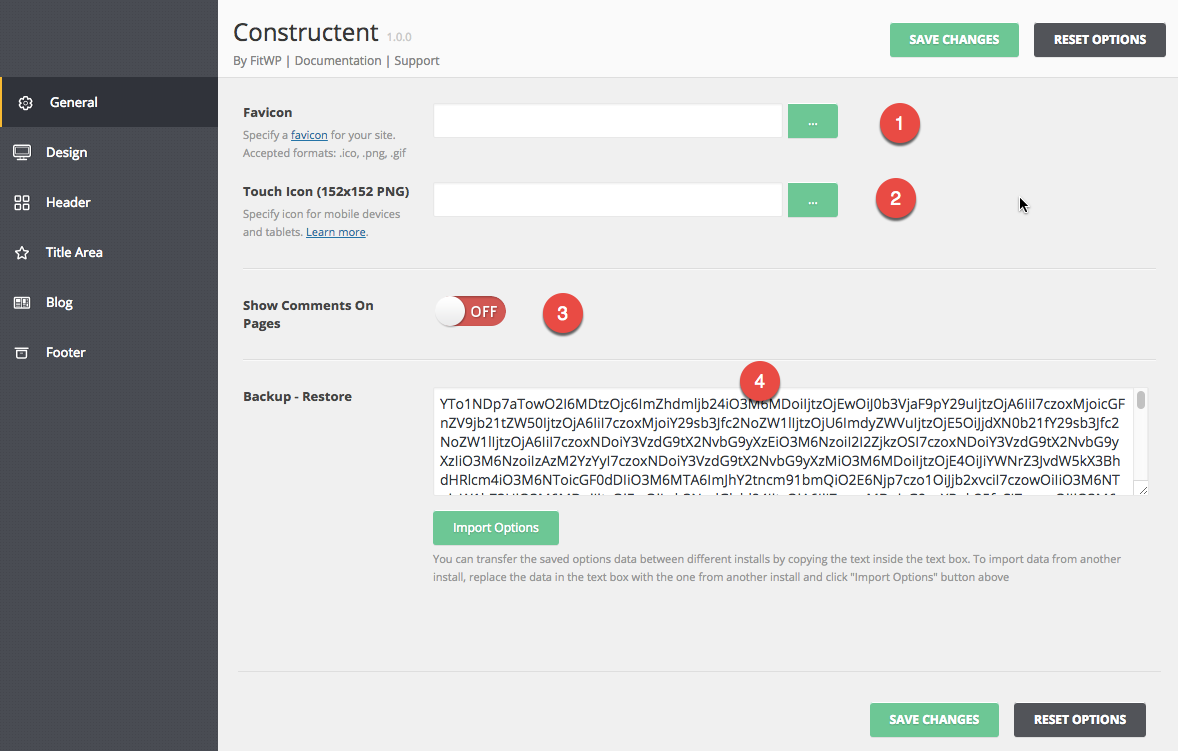 Constructent 1.0.0
By FitWP | Documentation | Support
SAVE CHANGES
RESET OPTIONS
General
Design
Header
Title Area
Blog
Footer
Favicon
Specify a favicon for your site.
Accepted formats: .ico, .png, .gif
...
1
Touch Icon (152x152 PNG)
Specify icon for mobile devices
and tablets. Learn more.
...
2
Show Comments On
Pages
OFF
3
Backup - Restore
4
Import Options
You can transfer the saved options data between different installs by copying the text inside the text box. To import data from another
install, replace the data in the text box with the one from another install and click "Import Options" button above
SAVE CHANGES
RESET OPTIONS